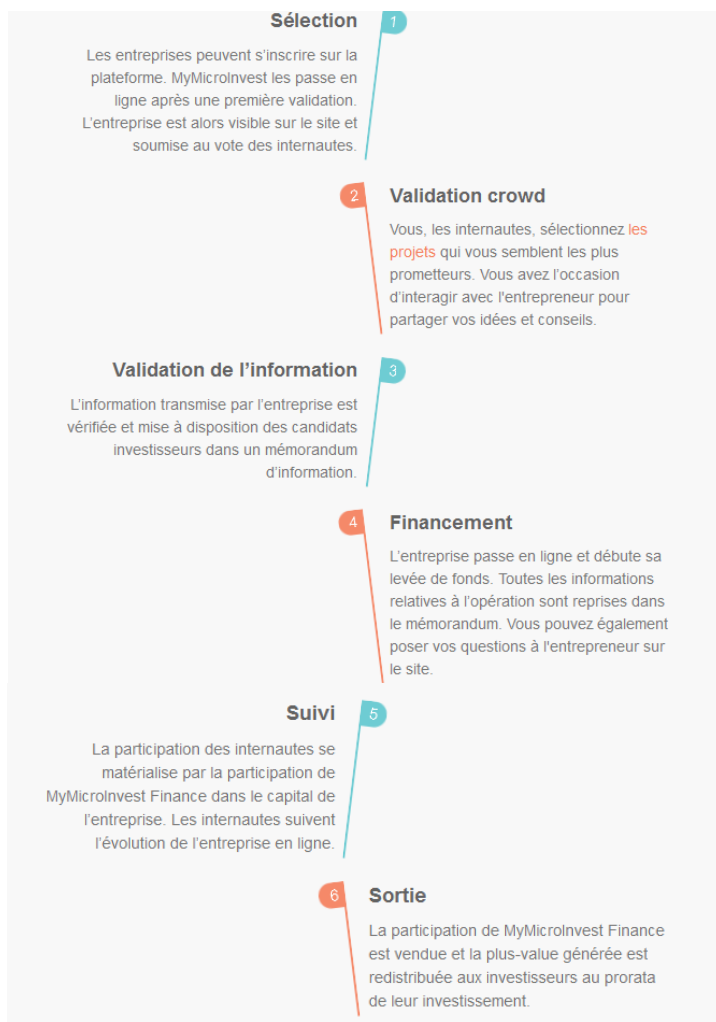 Sélection
1
Les entreprises peuvent s’inscrire sur la
plateforme. MyMicroInvest les passe en
ligne après une première validation.
L’entreprise est alors visible sur le site et
soumise au vote des internautes.
2
Validation crowd
Vous, les internautes, sélectionnez les
projets qui vous semblent les plus
prometteurs. Vous avez l’occasion
d’interagir avec l'entrepreneur pour
partager vos idées et conseils.
Validation de l’information
3
L’information transmise par l’entreprise est
vérifiée et mise à disposition des candidats
investisseurs dans un mémorandum
d’information.
4
Financement
L’entreprise passe en ligne et débute sa
levée de fonds. Toutes les informations
relatives à l’opération sont reprises dans
le mémorandum. Vous pouvez également
poser vos questions à l'entrepreneur sur
le site.
Suivi
5
La participation des internautes se
matérialise par la participation de
MyMicroInvest Finance dans le capital de
l’entreprise. Les internautes suivent
l’évolution de l’entreprise en ligne.
6
Sortie
La participation de MyMicroInvest Finance
est vendue et la plus-value générée est
redistribuée aux investisseurs au prorata
de leur investissement.